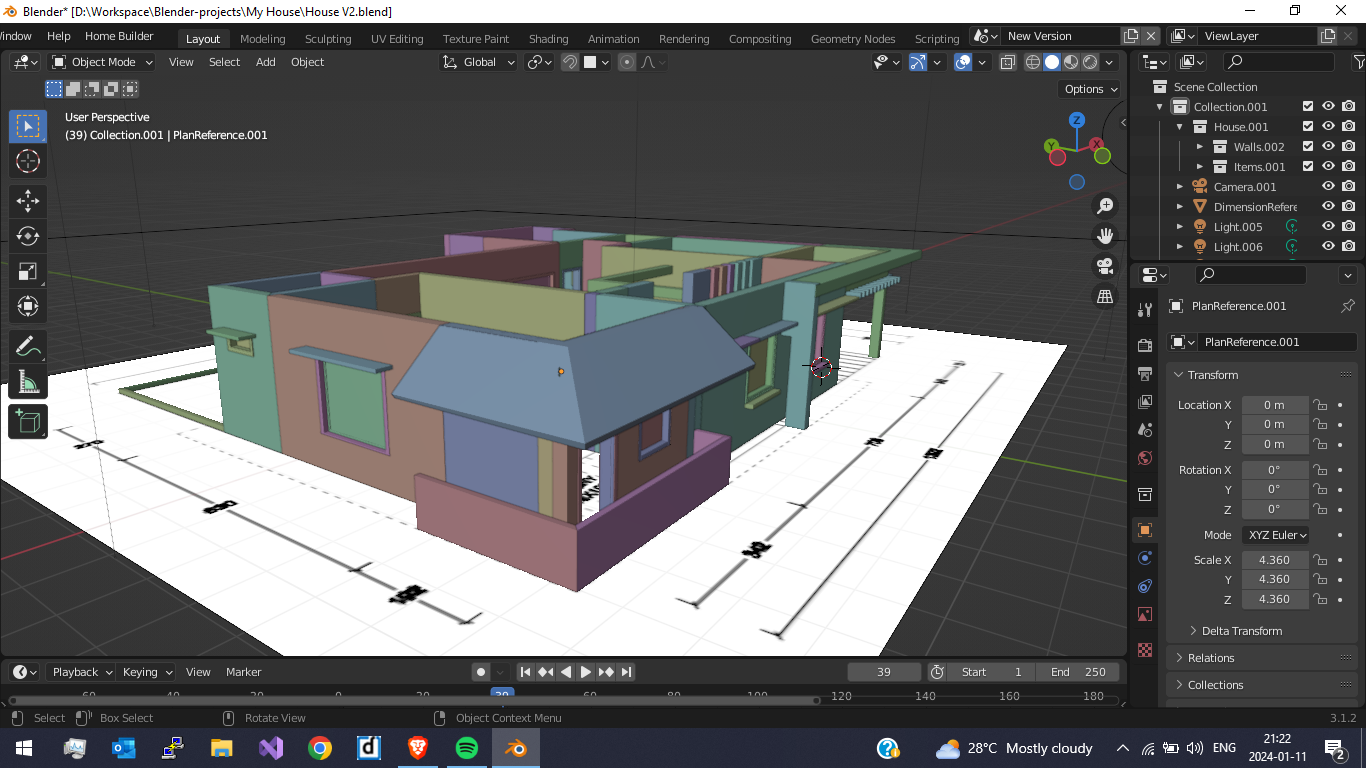 Blender* [D:\Workspace\Blender-projects\My House\House V2.blend]
indow Help Home Builder Layout Modeling Sculpting UV Editing Texture Paint Shading Animation Rendering Compositing Geometry Nodes Scripting New Version ViewLayer
Object Mode View Select Add Object Global
Options
User Perspective
(39) Collection.001 | PlanReference.001
Z
Y
X
Scene Collection
Collection.001
House.001
Walls.002
Items.001
Camera.001
DimensionRefere
Light.005
Light.006
PlanReference.001
PlanReference.001
Transform
Location X 0 m
Y 0 m
Z 0 m
Rotation X 0°
Y 0°
Z 0°
Mode XYZ Euler
Scale X 4.360
Y 4.360
Z 4.360
Delta Transform
Relations
Collections
Playback Keying View Marker 39 Start 1 End 250
-60 -40 -20 0 20 39 60 80 100 120 140 160 180
Select Box Select Rotate View Object Context Menu 3.1.2
28°C Mostly cloudy ENG 21:22
2024-01-11 2